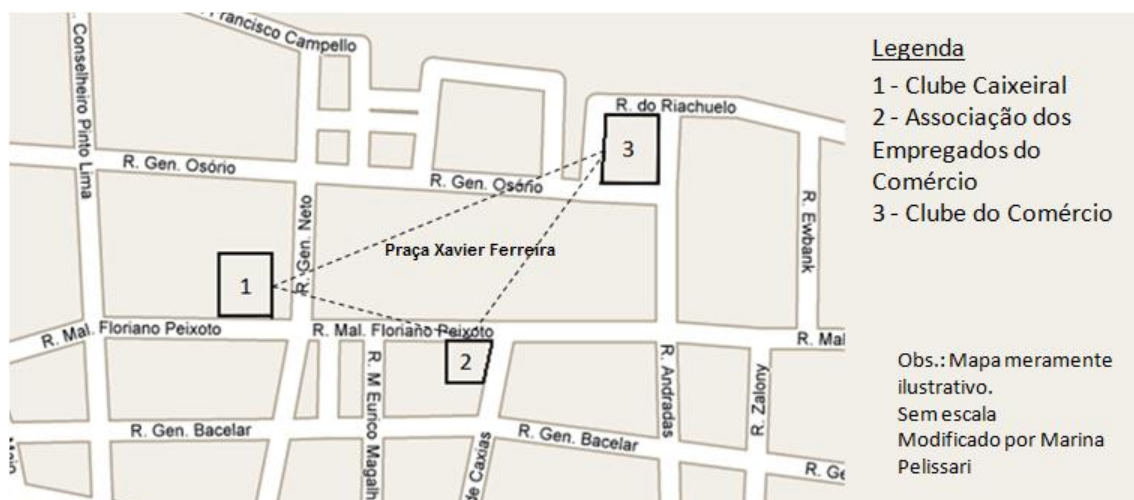 Francisco Campello
. Conselheiro Pinto Lima
R. do Riachuelo
3
R. Gen. Osório
R. Gen. Osório
R. Gen. Neto
R. Ewbank
Praça Xavier Ferreira
1
R. Mal. Floriano Peixoto
R. Mal. Floriano Peixoto
R. Mal
2
R. M Eurico Magalh
R. Andradas
R. Zalony
R. Gen. Bacelar
R. Gen. Bacelar
R. Ge
de Caxias
Legenda
1 - Clube Caixeiral
2 - Associação dos
Empregados do
Comércio
3 - Clube do Comércio
Obs.: Mapa meramente
ilustrativo.
Sem escala
Modificado por Marina
Pelissari